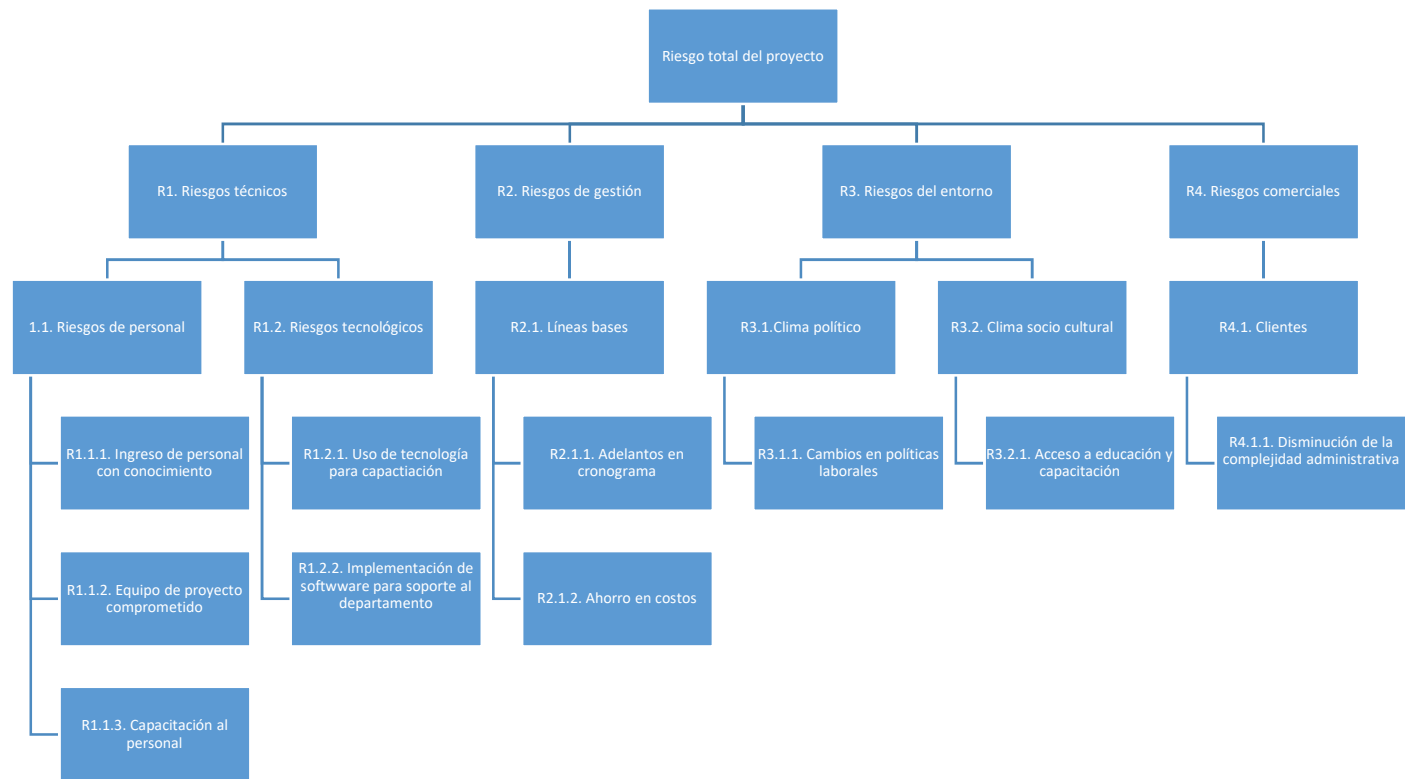 Riesgo total del proyecto
R1. Riesgos técnicos
R2. Riesgos de gestión
R3. Riesgos del entorno
R4. Riesgos comerciales
1.1. Riesgos de personal
R1.2. Riesgos tecnológicos
R2.1. Líneas bases
R3.1.Clima político
R3.2. Clima socio cultural
R4.1. Clientes
R1.1.1. Ingreso de personal
con conocimiento
R1.2.1. Uso de tecnología
para capactiación
R2.1.1. Adelantos en
cronograma
R3.1.1. Cambios en políticas
laborales
R3.2.1. Acceso a educación y
capacitación
R4.1.1. Disminución de la
complejidad administrativa
R1.1.2. Equipo de proyecto
comprometido
R1.2.2. Implementación de
softwware para soporte al
departamento
R2.1.2. Ahorro en costos
R1.1.3. Capacitación al
personal